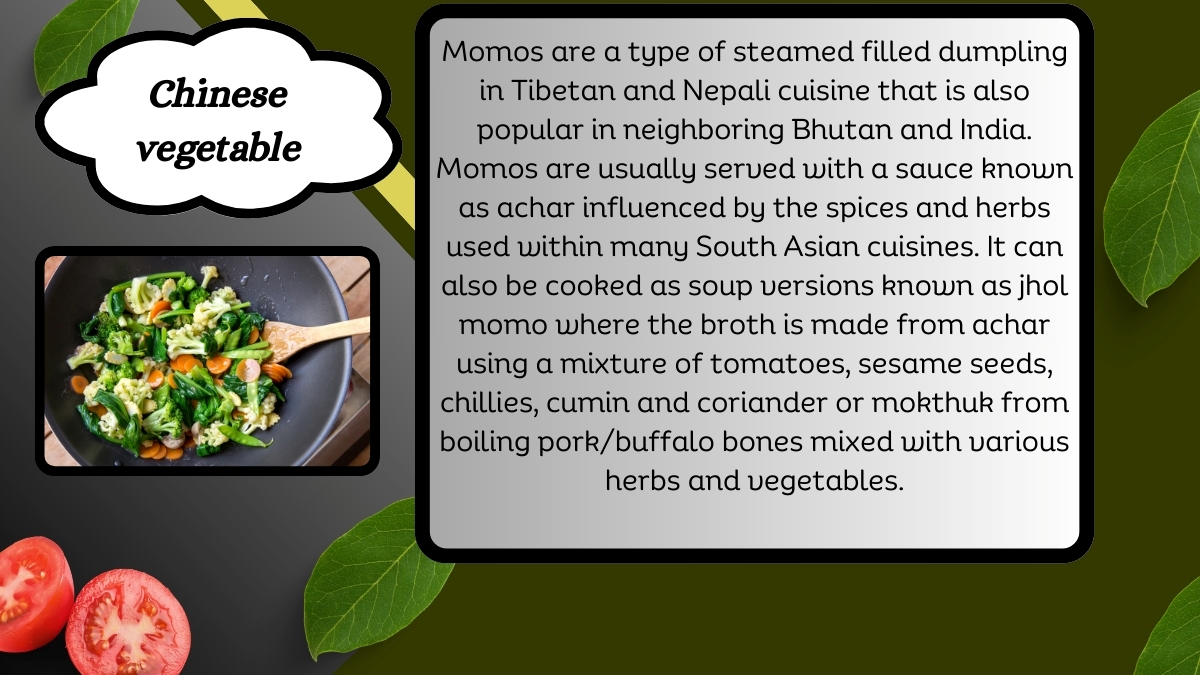 Chinese
vegetable
Momos are a type of steamed filled dumpling
in Tibetan and Nepali cuisine that is also
popular in neighboring Bhutan and India.
Momos are usually served with a sauce known
as achar influenced by the spices and herbs
used within many South Asian cuisines. It can
also be cooked as soup versions known as jhol
momo where the broth is made from achar
using a mixture of tomatoes, sesame seeds,
chillies, cumin and coriander or mokthuk from
boiling pork/buffalo bones mixed with various
herbs and vegetables.